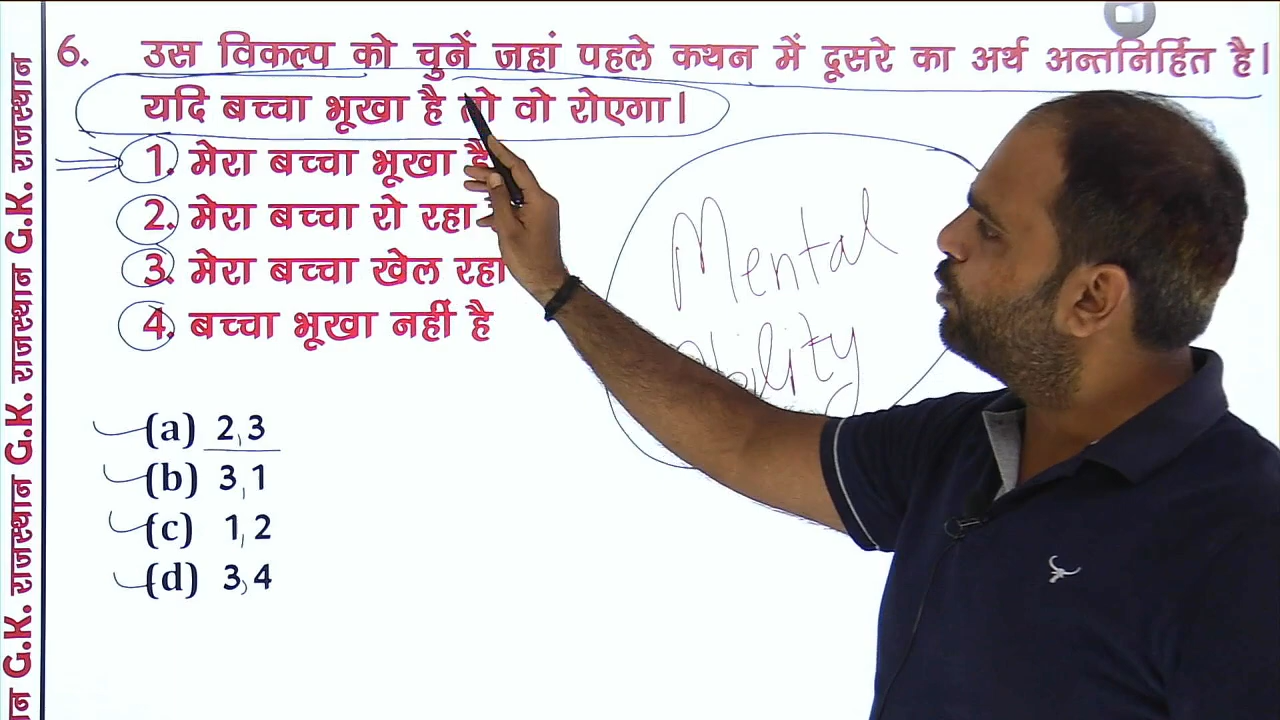 6. उस विकल्प को चुनें जहां पहले कथन में दूसरे का अर्थ अन्तर्निहित है।
यदि बच्चा भूखा है तो वो रोएगा।
1. मेरा बच्चा भूखा है
2. मेरा बच्चा रो रहा
3. मेरा बच्चा खेल रहा
4. बच्चा भूखा नहीं है
(a) 2,3
(b) 3,1
(c) 1,2
(d) 3,4
Mental
Ability
राजस्थान G.K. राजस्थान G.K. राजस्थान G.K.